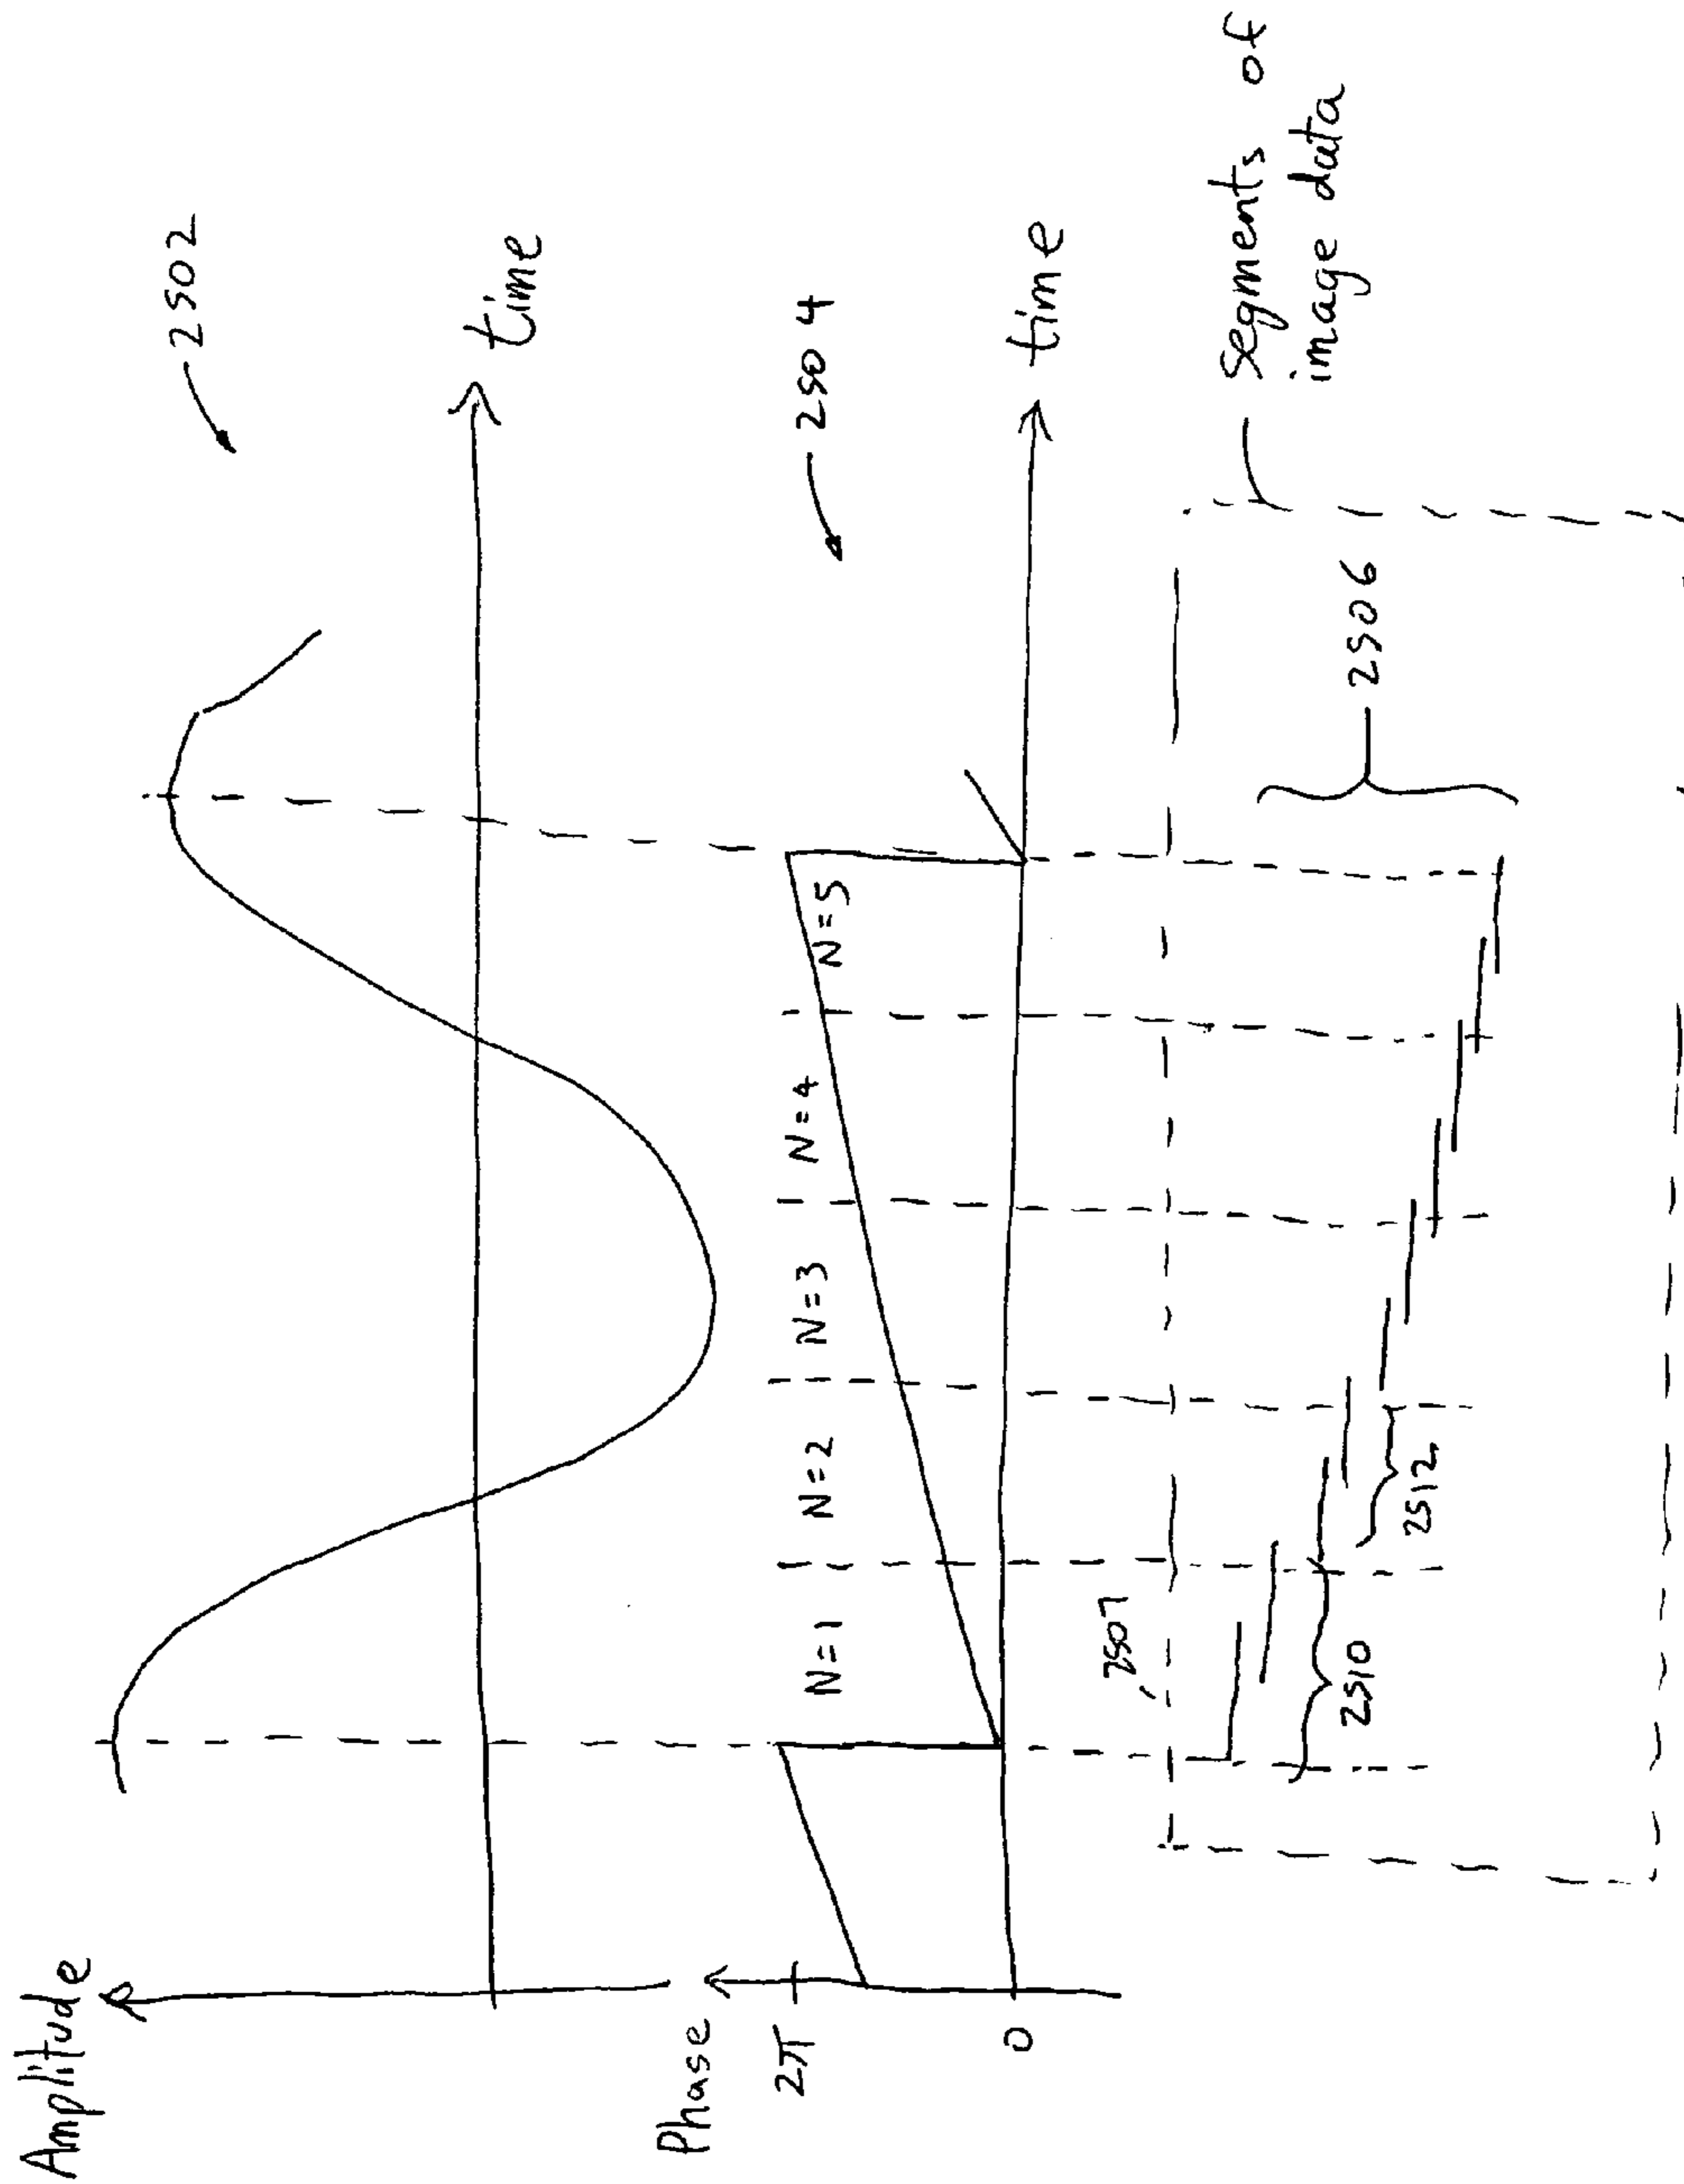 Amplitude
2502
time
Phase
2π
2504
N=1
N=2
N=3
N=4
N=5
0
time
2507
Segments of
image data
2506
2510
2512